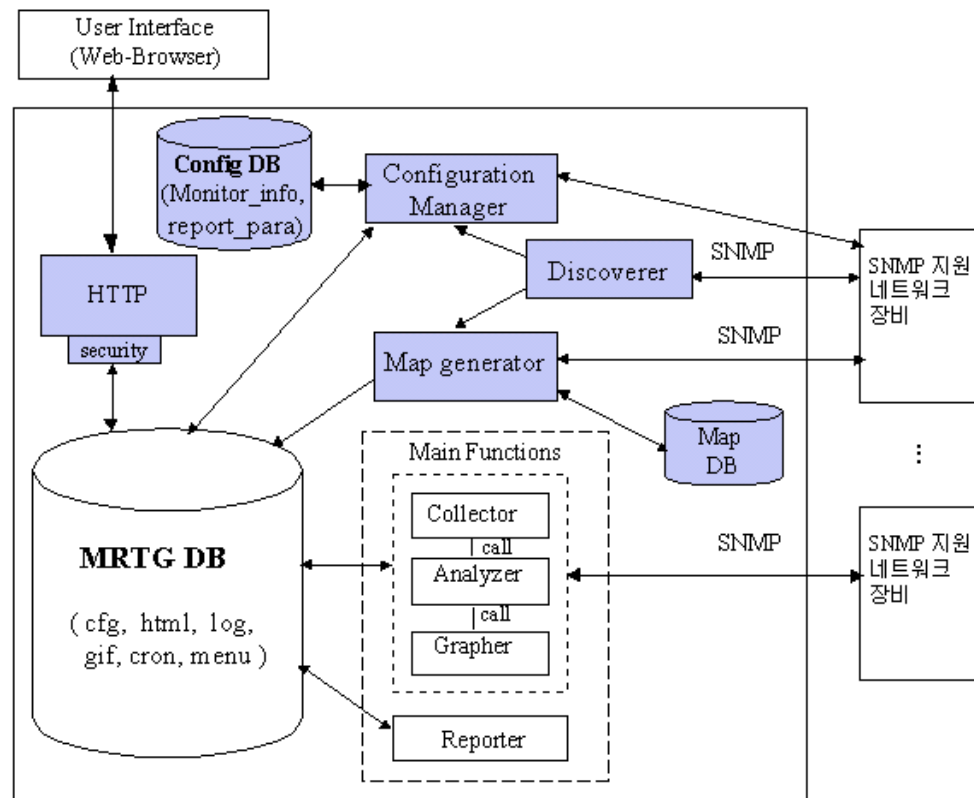 User Interface
(Web-Browser)
Config DB
(Monitor_info,
report_para)
Configuration
Manager
Discoverer
SNMP
SNMP 지원
네트워크
장비
HTTP
security
Map generator
SNMP
Map
DB
...
Main Functions
Collector
call
Analyzer
call
Grapher
Reporter
MRTG DB
( cfg, html, log,
gif, cron, menu )
SNMP
SNMP 지원
네트워크
장비